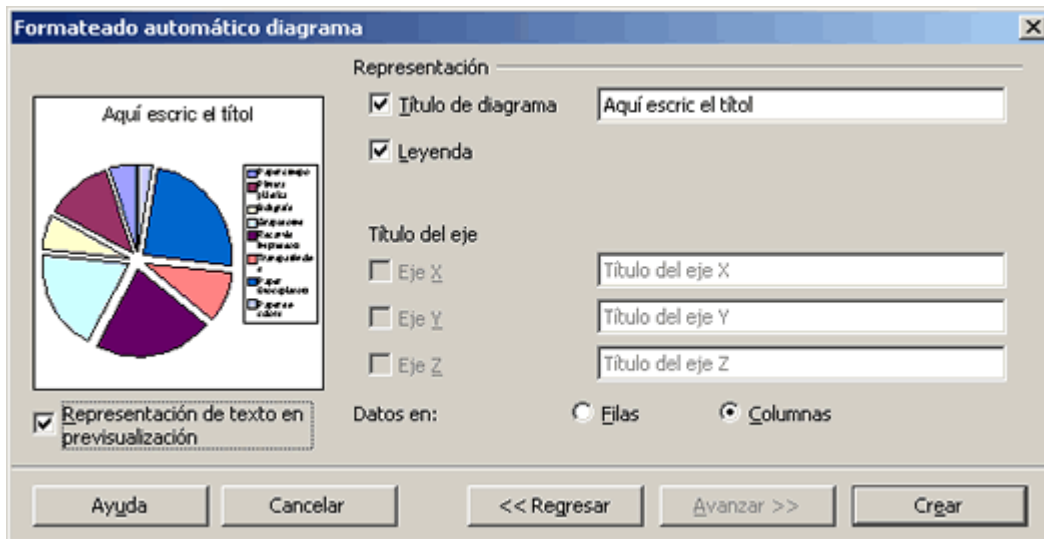 Formateado automático diagrama
Representación
Título de diagrama
Aquí escric el títol
Leyenda
Aquí escric el títol
Título del eje
Eje X
Título del eje X
Eje Y
Título del eje Y
Eje Z
Título del eje Z
Representación de texto en
previsualización
Datos en:
Filas
Columnas
Ayuda
Cancelar
<< Regresar
Avanzar >>
Crear